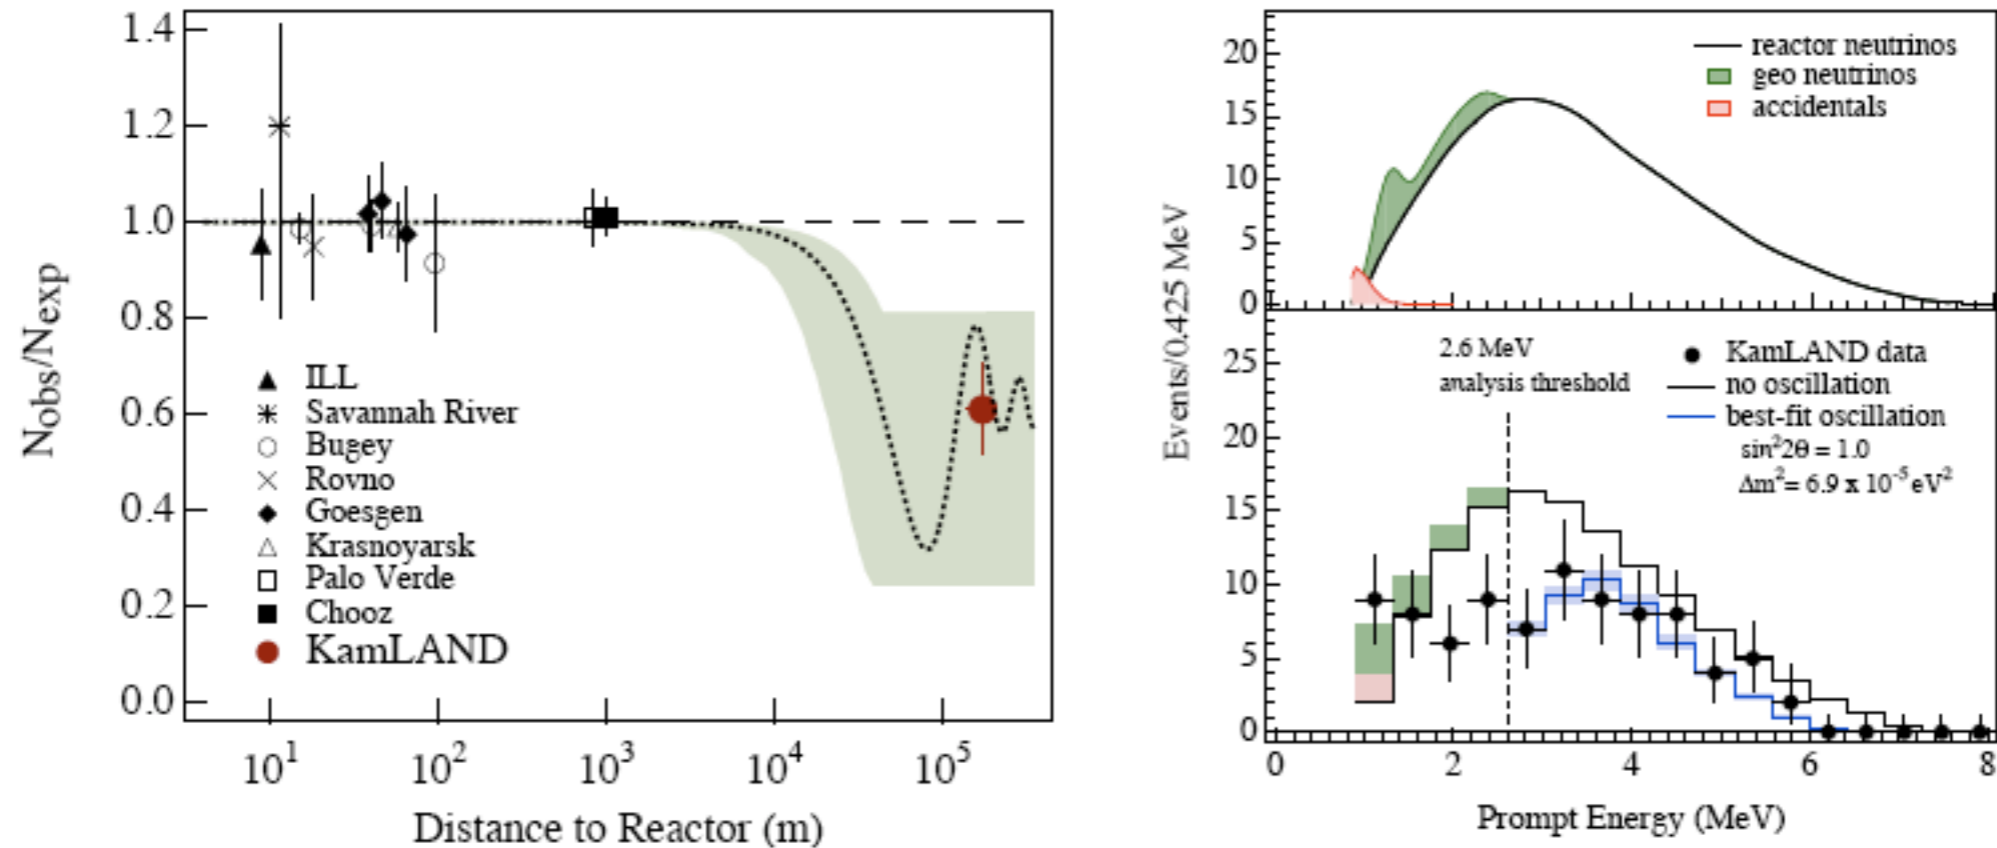 1.4
1.2
1.0
0.8
0.6
0.4
0.2
0.0
Nobs/Nexp
ILL
Savannah River
Bugey
Rovno
Goesgen
Krasnoyarsk
Palo Verde
Chooz
KamLAND
10¹ 10² 10³ 10⁴ 10⁵
Distance to Reactor (m)
20
15
10
5
0
reactor neutrinos
geo neutrinos
accidentals
Events/0.425 MeV
25
20
15
10
5
0
2.6 MeV
analysis threshold
KamLAND data
no oscillation
best-fit oscillation
sin²2θ = 1.0
Δm²= 6.9 x 10⁻⁵ eV²
0 2 4 6 8
Prompt Energy (MeV)